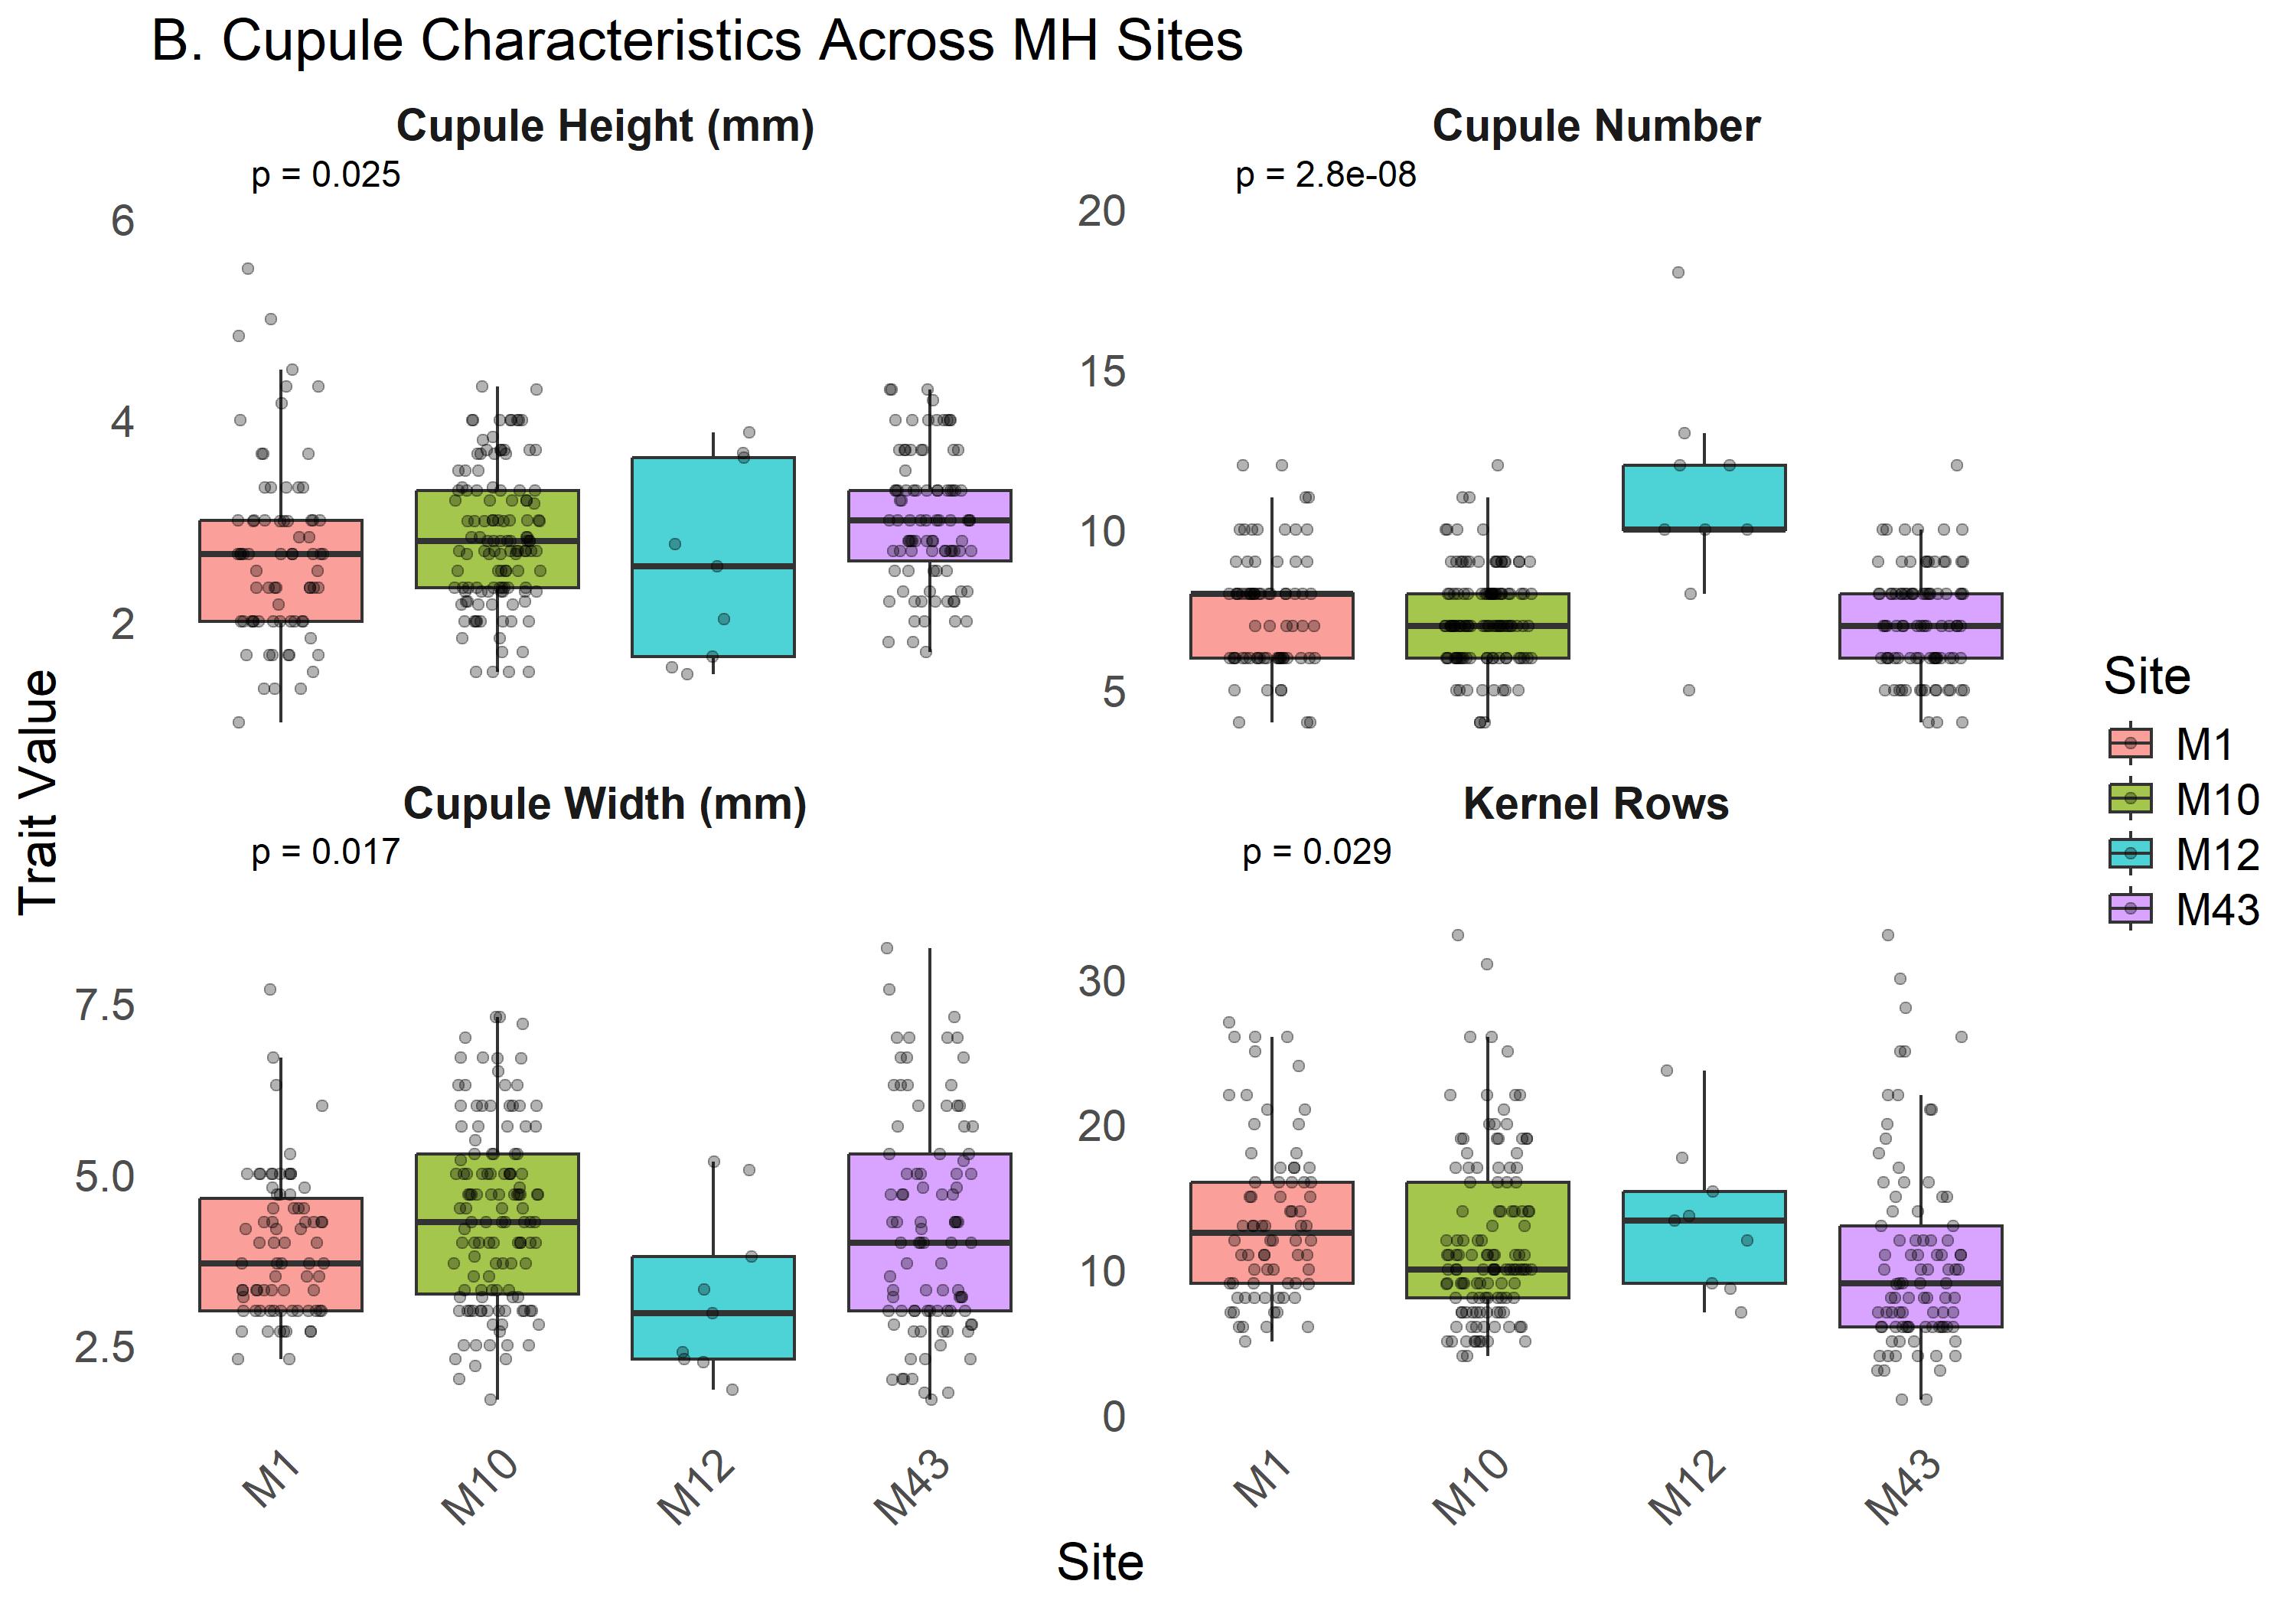 B. Cupule Characteristics Across MH Sites
Cupule Height (mm)
p = 0.025
6
4
2
Cupule Number
p = 2.8e-08
20
15
10
5
Trait Value
Cupule Width (mm)
p = 0.017
7.5
5.0
2.5
Kernel Rows
p = 0.029
30
20
10
0
M1
M10
M12
M43
M1
M10
M12
M43
Site
Site
M1
M10
M12
M43